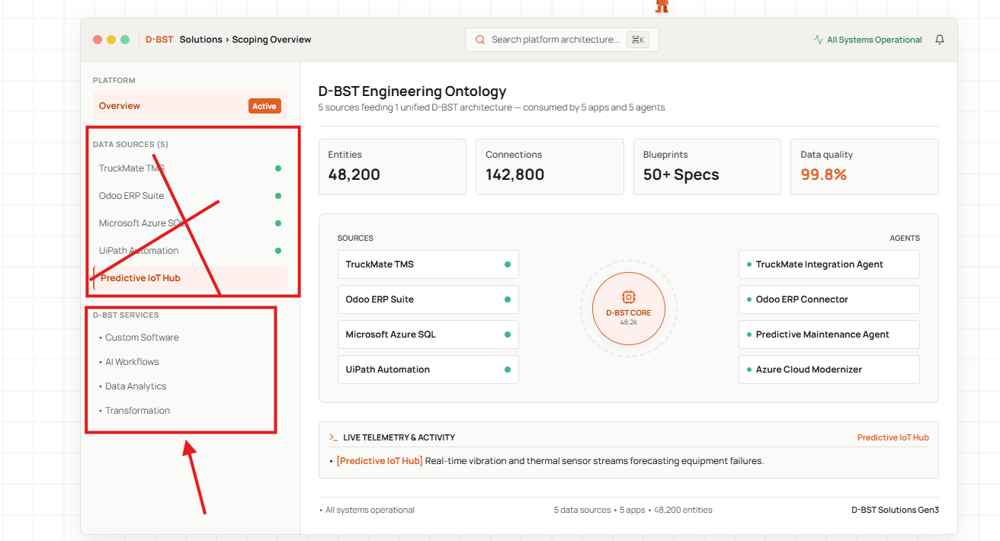 D-BST Solutions > Scoping Overview
Search platform architecture... ⌘K
All Systems Operational
PLATFORM
Overview Active
DATA SOURCES (5)
TruckMate TMS
Odoo ERP Suite
Microsoft Azure SQL
UiPath Automation
Predictive IoT Hub
D-BST SERVICES
• Custom Software
• AI Workflows
• Data Analytics
• Transformation
D-BST Engineering Ontology
5 sources feeding 1 unified D-BST architecture — consumed by 5 apps and 5 agents
Entities
48,200
Connections
142,800
Blueprints
50+ Specs
Data quality
99.8%
SOURCES
TruckMate TMS
Odoo ERP Suite
Microsoft Azure SQL
UiPath Automation
D-BST CORE
48.2k
AGENTS
TruckMate Integration Agent
Odoo ERP Connector
Predictive Maintenance Agent
Azure Cloud Modernizer
LIVE TELEMETRY & ACTIVITY
Predictive IoT Hub
• [Predictive IoT Hub] Real-time vibration and thermal sensor streams forecasting equipment failures.
• All systems operational
5 data sources • 5 apps • 48,200 entities
D-BST Solutions Gen3